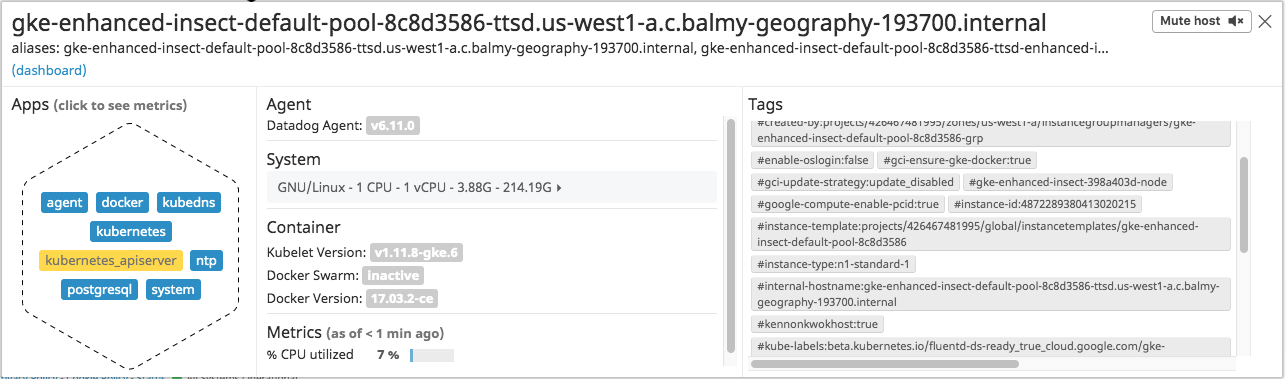 gke-enhanced-insect-default-pool-8c8d3586-ttsd.us-west1-a.c.balmy-geography-193700.internal
Mute host
aliases: gke-enhanced-insect-default-pool-8c8d3586-ttsd.us-west1-a.c.balmy-geography-193700.internal, gke-enhanced-insect-default-pool-8c8d3586-ttsd-enhanced-i...
(dashboard)
Apps (click to see metrics)
agent docker kubedns
kubernetes
kubernetes_apiserver ntp
postgresql system
Agent
Datadog Agent: v6.11.0
System
GNU/Linux - 1 CPU - 1 vCPU - 3.88G - 214.19G
Container
Kubelet Version: v1.11.8-gke.6
Docker Swarm: inactive
Docker Version: 17.03.2-ce
Metrics (as of < 1 min ago)
% CPU utilized 7 %
Tags
#created-by:projects/426467481995/zones/us-west1-a/instancegroupmanagers/gke-
enhanced-insect-default-pool-8c8d3586-grp
#enable-oslogin:false #gci-ensure-gke-docker:true
#gci-update-strategy:update_disabled #gke-enhanced-insect-398a403d-node
#google-compute-enable-pcid:true #instance-id:4872289380413020215
#instance-template:projects/426467481995/global/instancetemplates/gke-enhanced-
insect-default-pool-8c8d3586
#instance-type:n1-standard-1
#internal-hostname:gke-enhanced-insect-default-pool-8c8d3586-ttsd.us-west1-a.c.balmy-
geography-193700.internal
#kennonkwokhost:true
#kube-labels:beta.kubernetes.io/fluentd-ds-ready_true_cloud.google.com/gke-